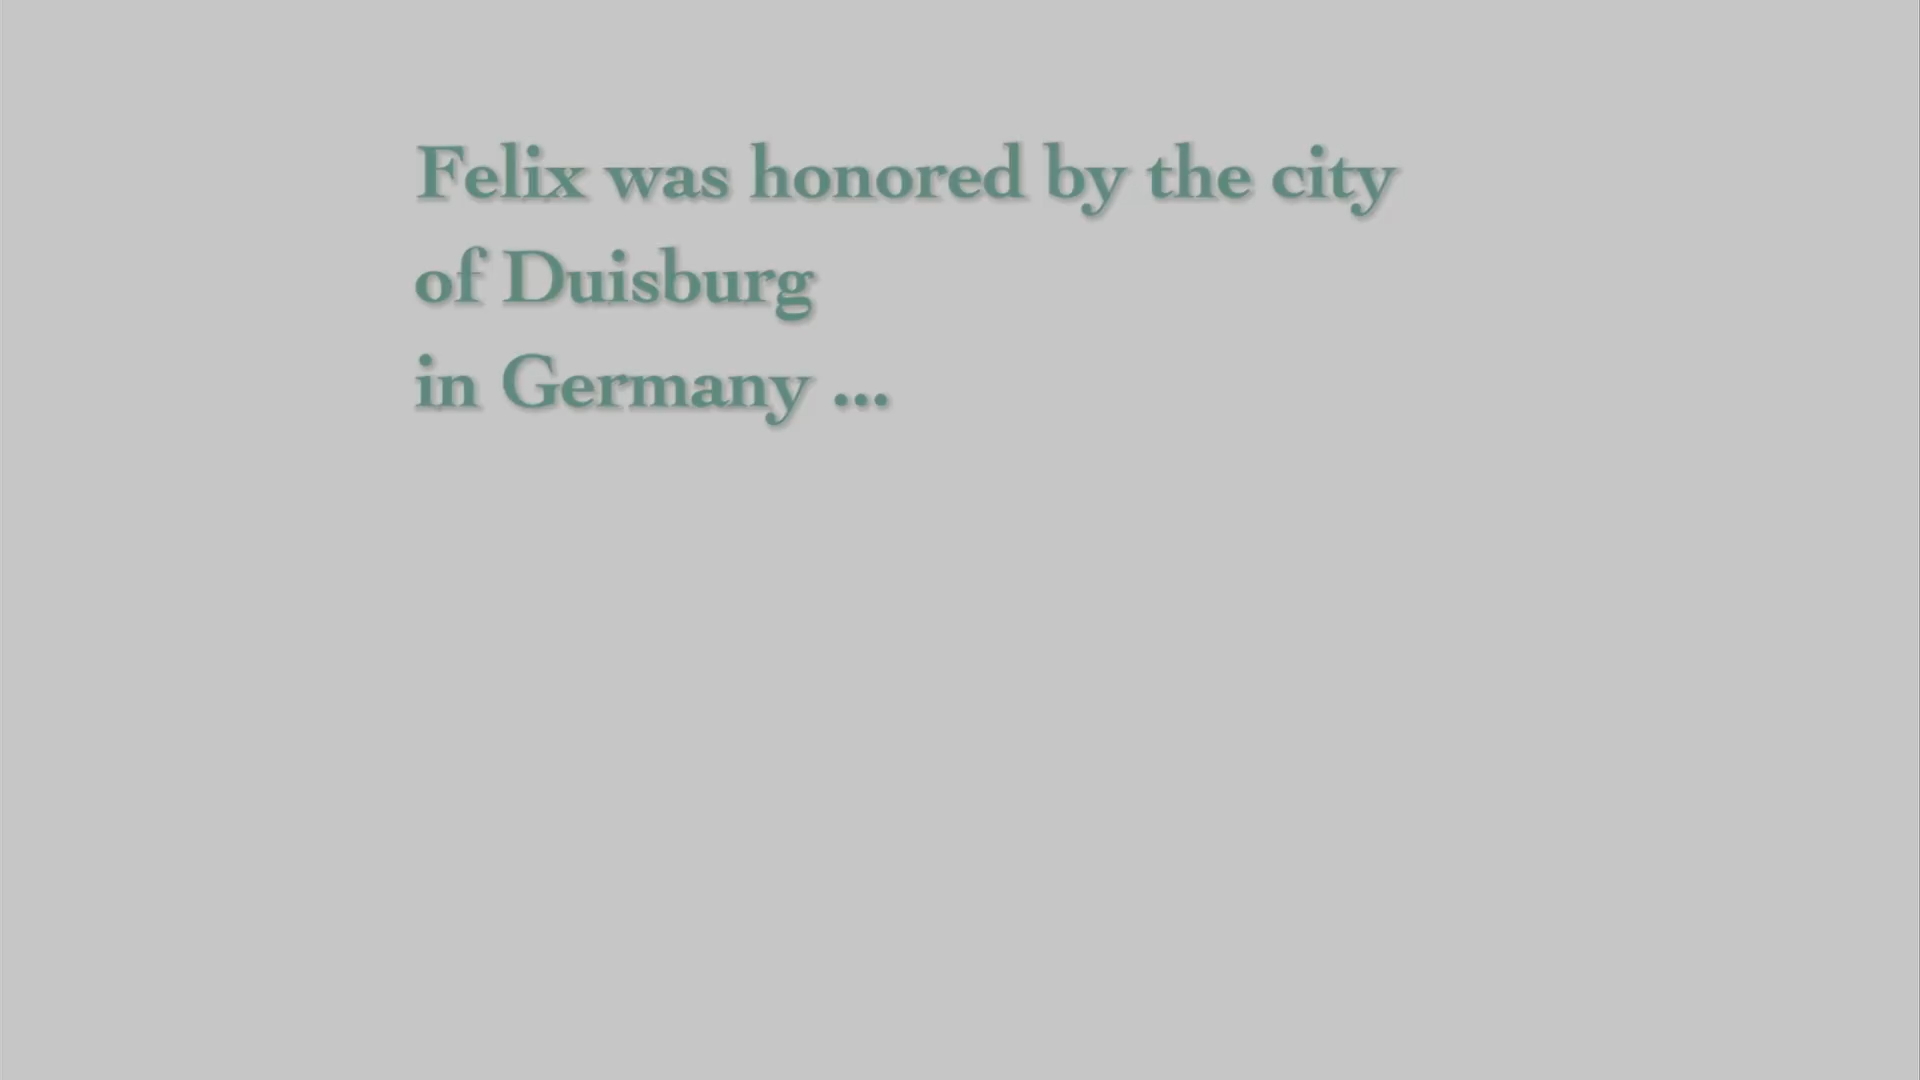 Felix was honored by the city
of Duisburg
in Germany ...